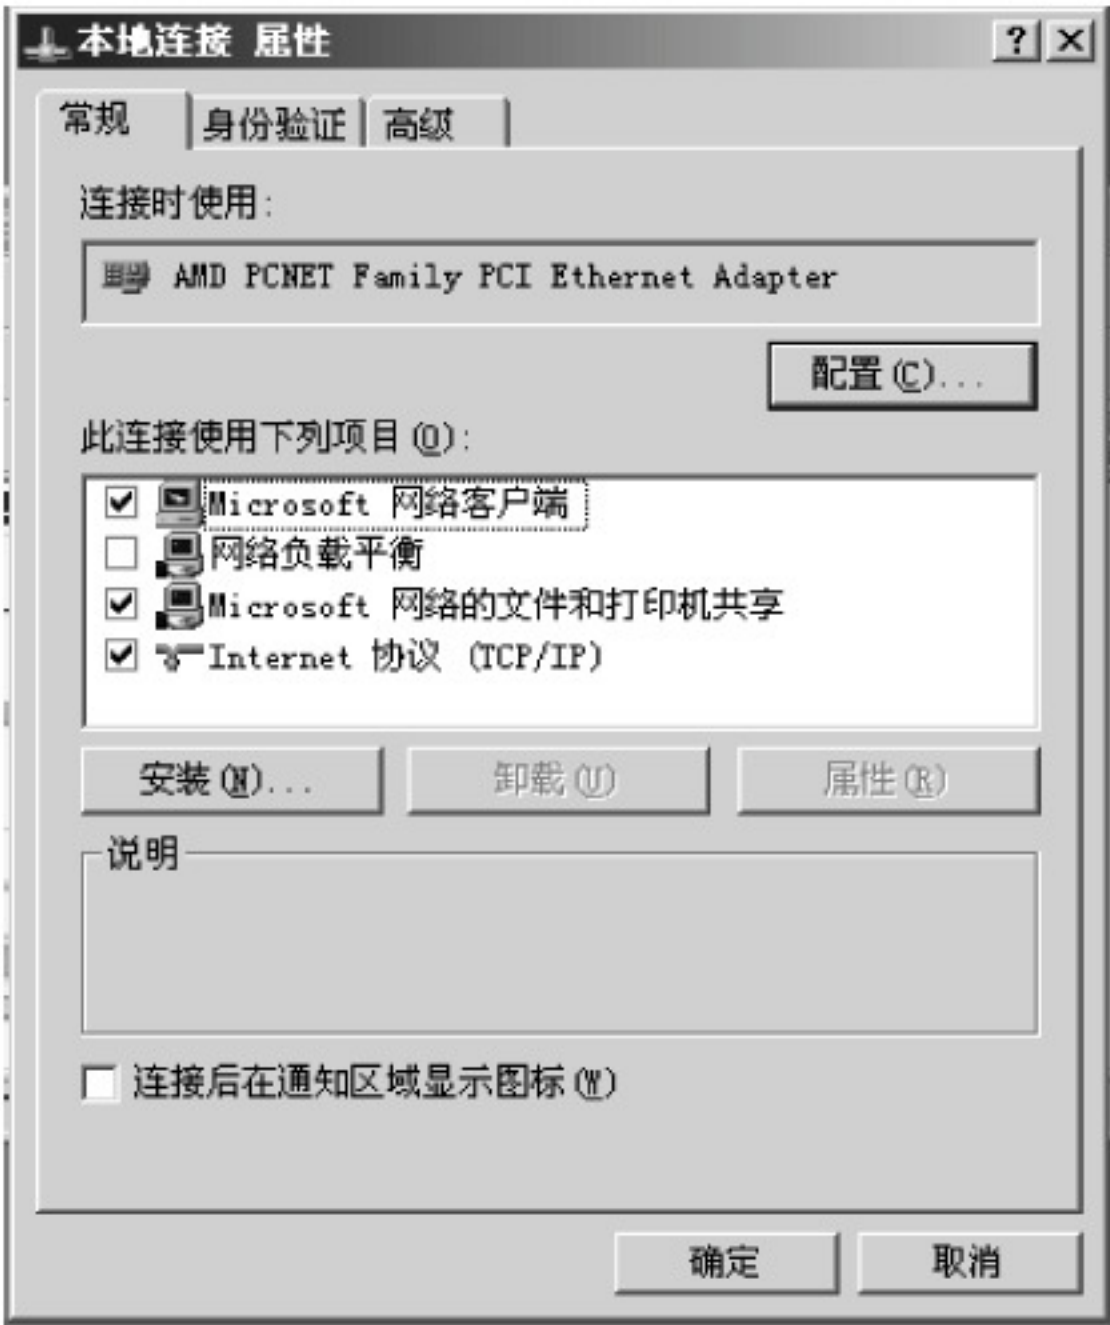 本地连接 属性
常规 身份验证 高级
连接时使用:
AMD PCNET Family PCI Ethernet Adapter
配置(C)...
此连接使用下列项目(O):
Microsoft 网络客户端
网络负载平衡
Microsoft 网络的文件和打印机共享
Internet 协议 (TCP/IP)
安装(N)... 卸载(U) 属性(R)
说明
连接后在通知区域显示图标(W)
确定 取消